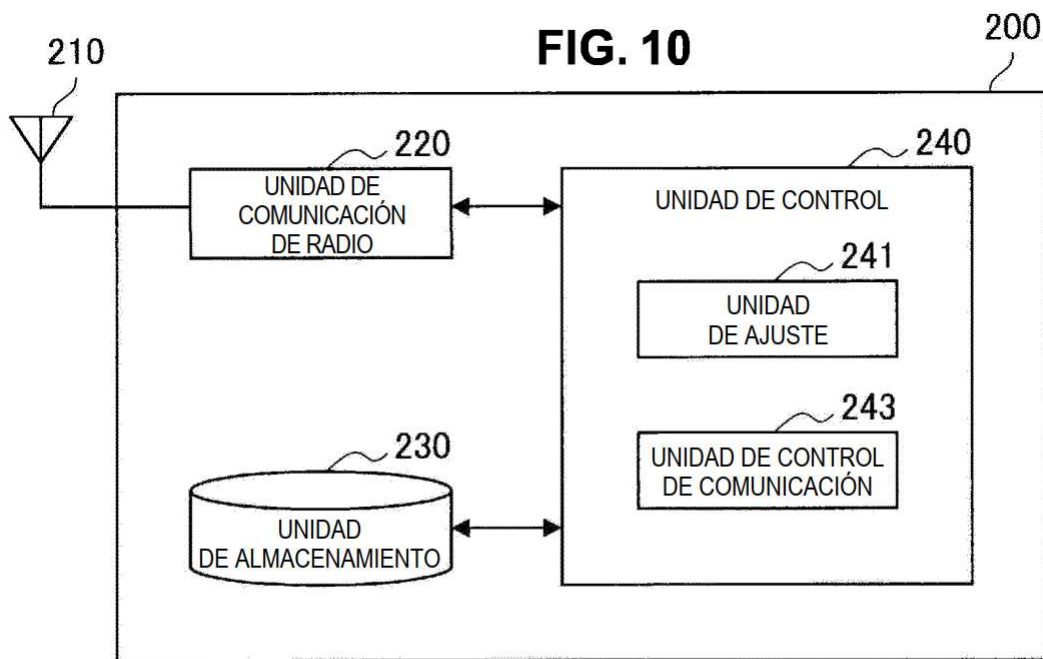 FIG. 10
200
210
220
UNIDAD DE
COMUNICACIÓN
DE RADIO
240
UNIDAD DE CONTROL
241
UNIDAD
DE AJUSTE
243
UNIDAD DE CONTROL
DE COMUNICACIÓN
230
UNIDAD
DE ALMACENAMIENTO